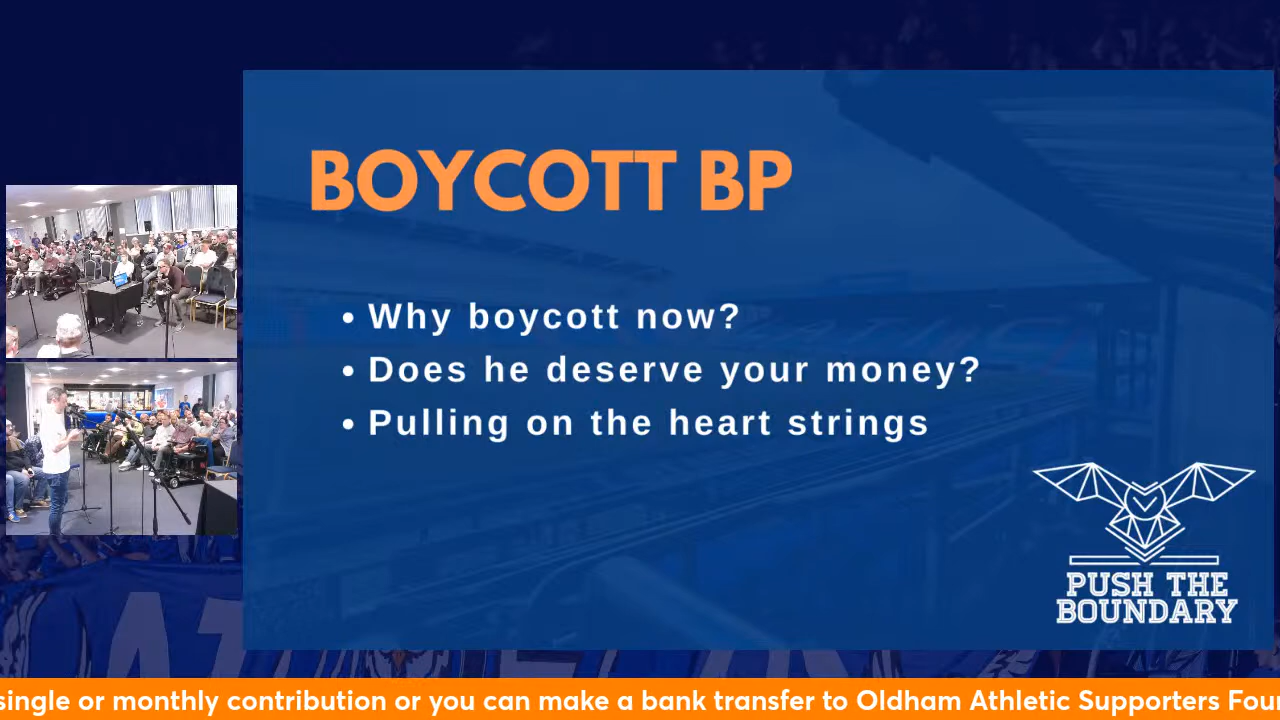 BOYCOTT BP
• Why boycott now?
• Does he deserve your money?
• Pulling on the heart strings
PUSH THE
BOUNDARY
single or monthly contribution or you can make a bank transfer to Oldham Athletic Supporters Fou